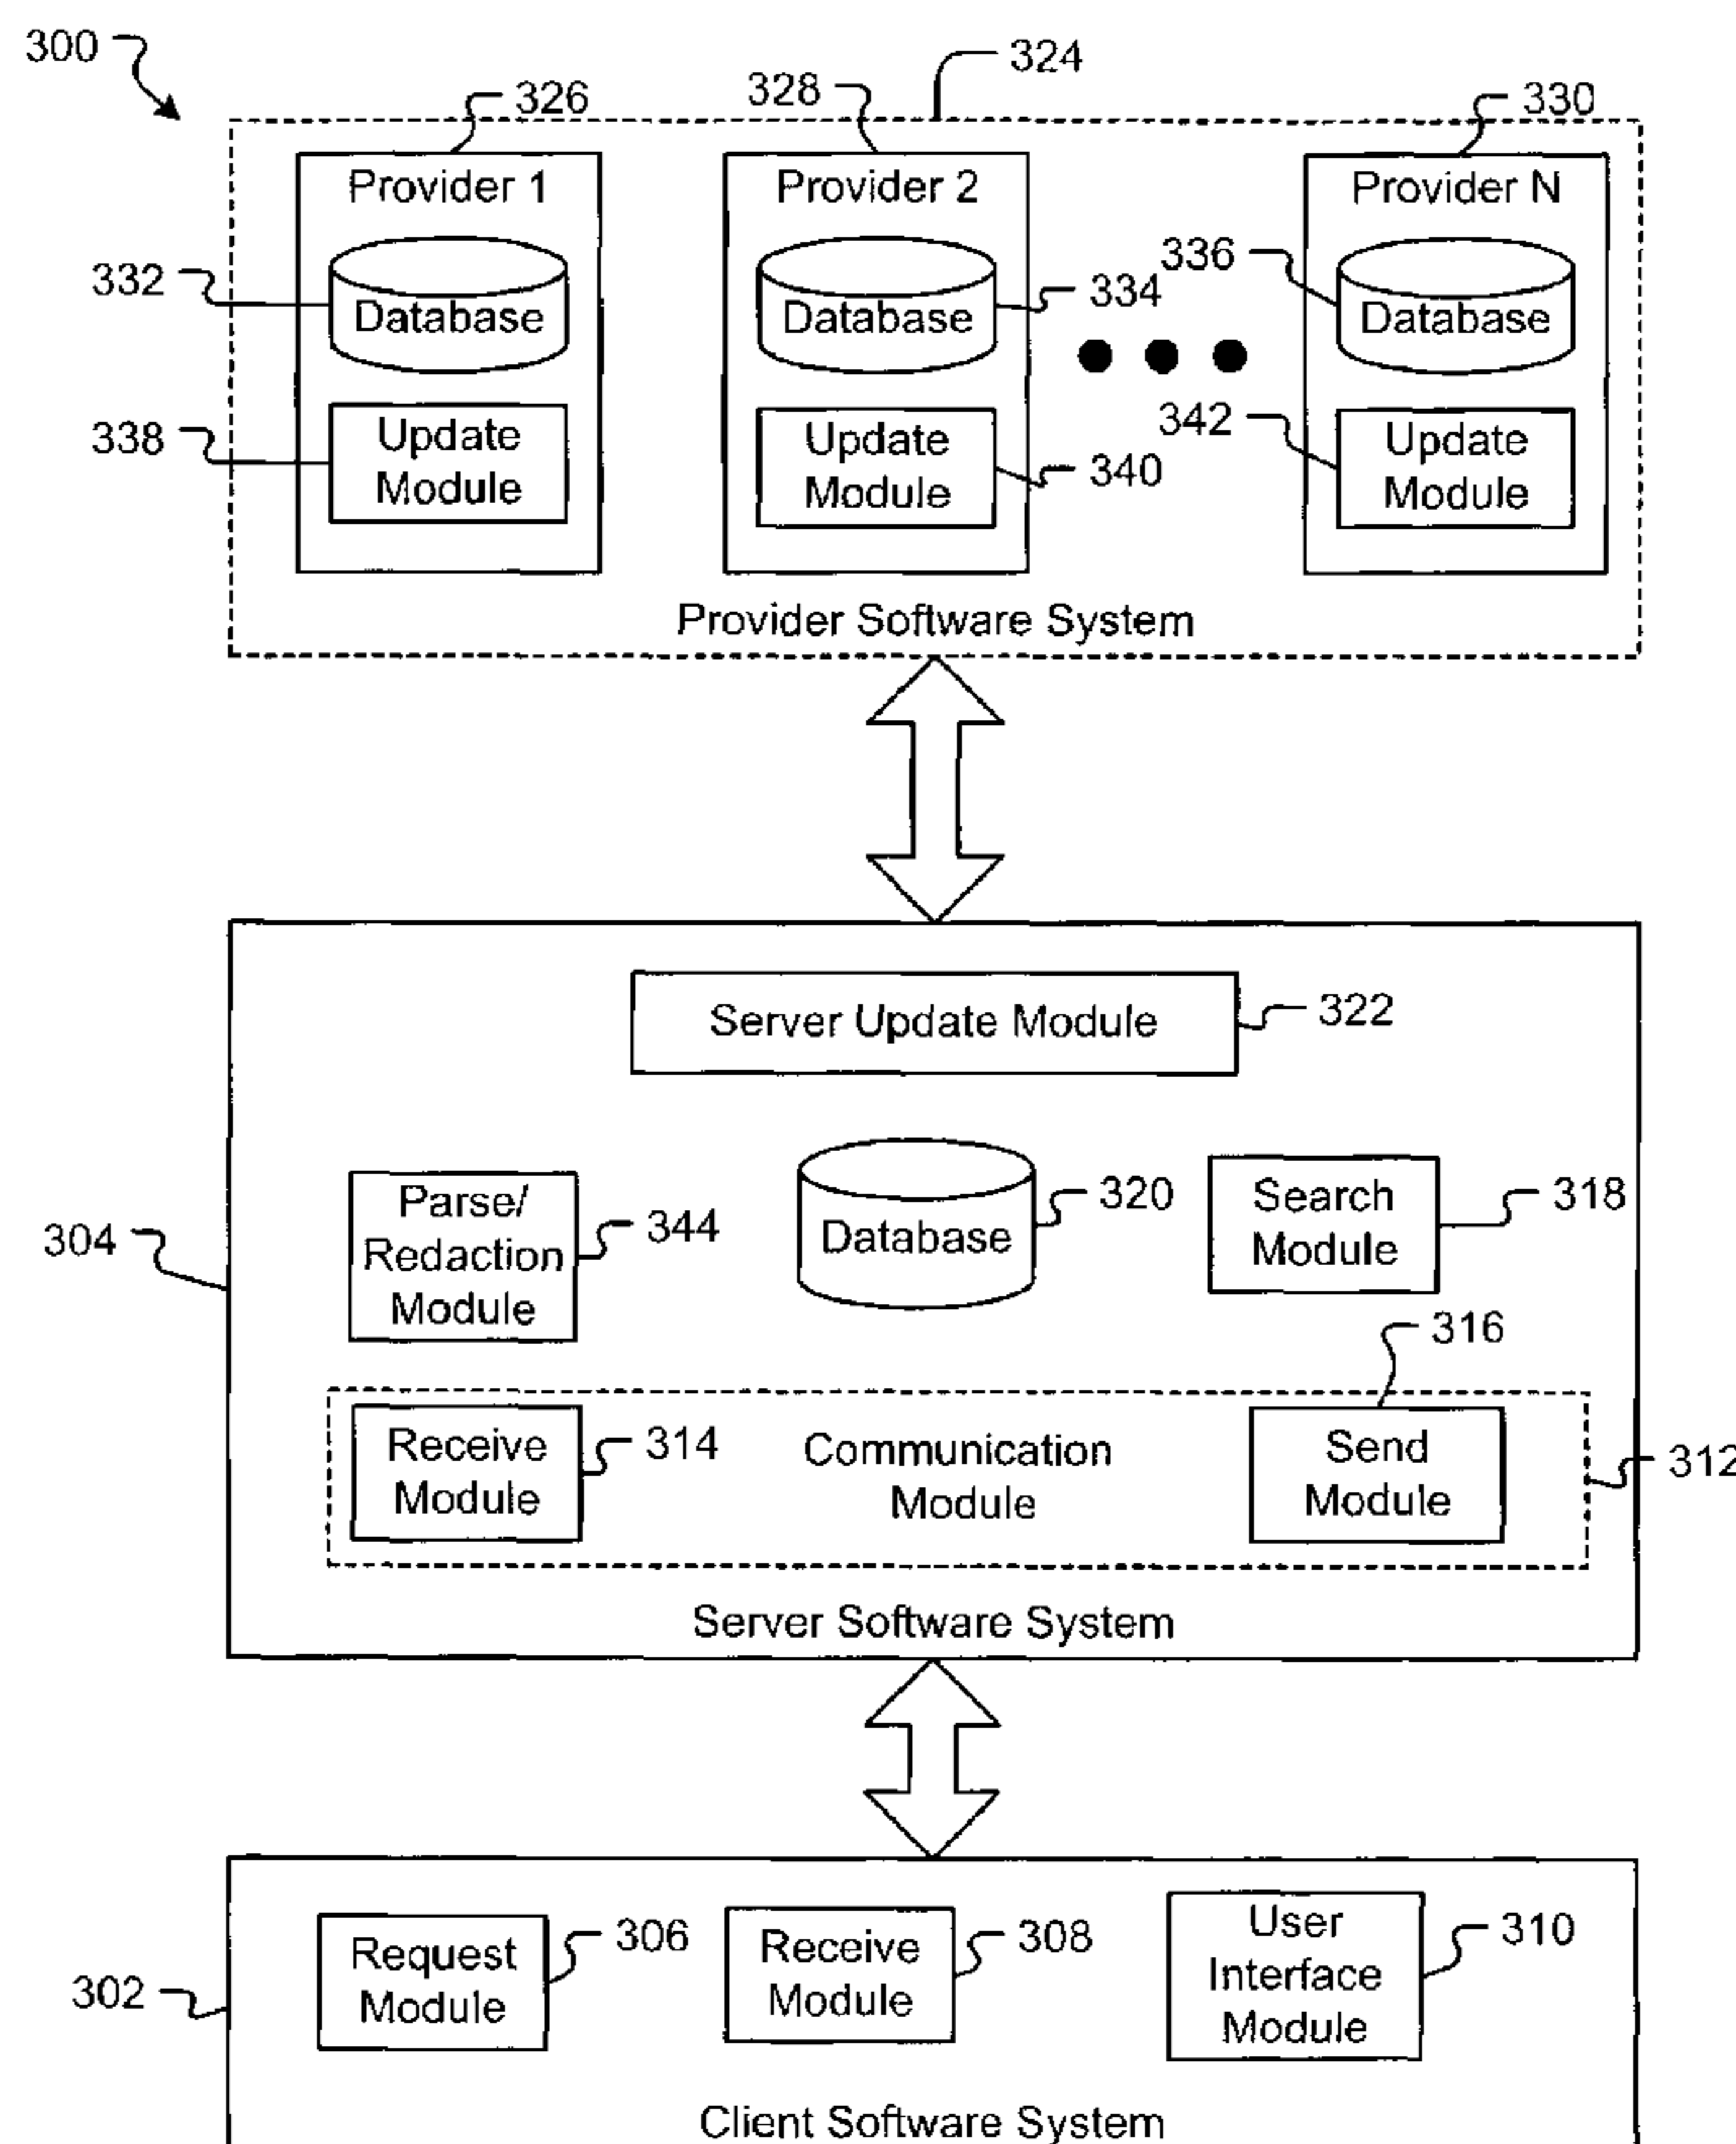 300
324
326
328
330
Provider 1
Provider 2
Provider N
332
Database
334
Database
336
Database
338
Update
Module
340
Update
Module
342
Update
Module
Provider Software System
Server Update Module
322
304
Parse/
Redaction
Module
344
Database
320
Search
Module
318
316
Receive
Module
314
Communication
Module
Send
Module
312
Server Software System
302
Request
Module
306
Receive
Module
308
User
Interface
Module
310
Client Software System